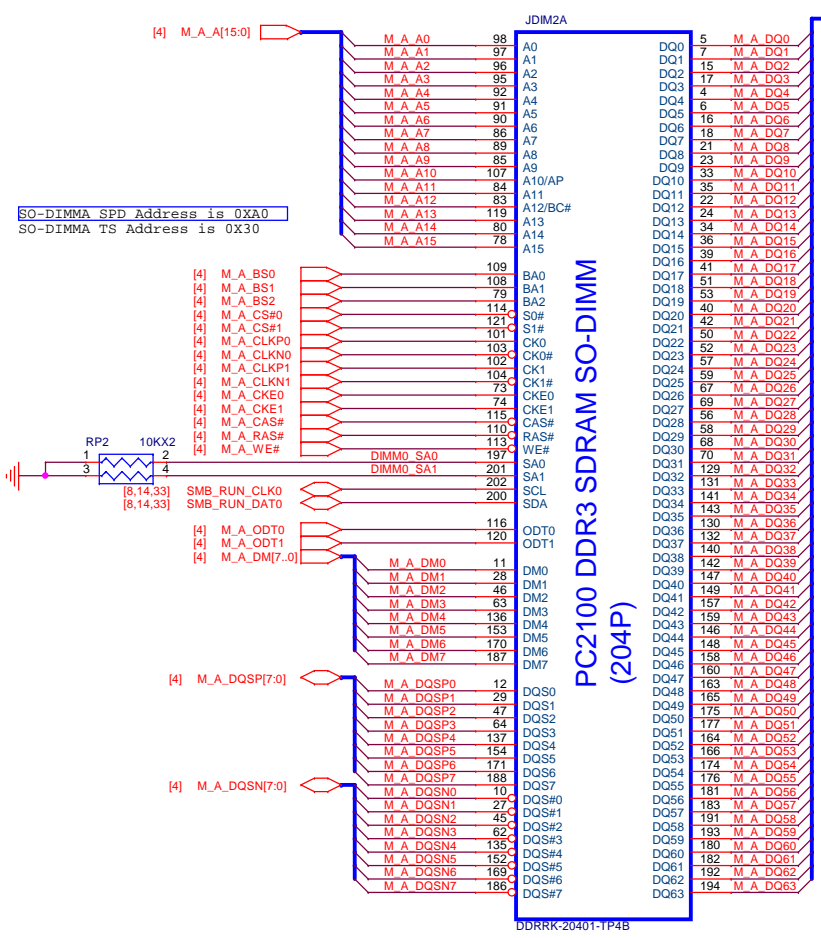 JDIM2A
[4] M_A_A[15:0]
M_A_A0 98 A0 DQ0 5 M_A_DQ0
M_A_A1 97 A1 DQ1 7 M_A_DQ1
M_A_A2 96 A2 DQ2 15 M_A_DQ2
M_A_A3 95 A3 DQ3 17 M_A_DQ3
M_A_A4 92 A4 DQ4 4 M_A_DQ4
M_A_A5 91 A5 DQ5 6 M_A_DQ5
M_A_A6 90 A6 DQ6 16 M_A_DQ6
M_A_A7 86 A7 DQ7 18 M_A_DQ7
M_A_A8 89 A8 DQ8 21 M_A_DQ8
M_A_A9 85 A9 DQ9 23 M_A_DQ9
M_A_A10 107 A10/AP DQ10 33 M_A_DQ10
M_A_A11 84 A11 DQ11 35 M_A_DQ11
M_A_A12 83 A12/BC# DQ12 22 M_A_DQ12
M_A_A13 119 A13 DQ13 24 M_A_DQ13
M_A_A14 80 A14 DQ14 34 M_A_DQ14
M_A_A15 78 A15 DQ15 36 M_A_DQ15
SO-DIMMA SPD Address is 0XA0
SO-DIMMA TS Address is 0X30
DQ16 39 M_A_DQ16
[4] M_A_BS0 109 BA0 DQ17 41 M_A_DQ17
[4] M_A_BS1 108 BA1 DQ18 51 M_A_DQ18
[4] M_A_BS2 79 BA2 DQ19 53 M_A_DQ19
[4] M_A_CS#0 114 S0# DQ20 40 M_A_DQ20
[4] M_A_CS#1 121 S1# DQ21 42 M_A_DQ21
[4] M_A_CLKP0 101 CK0 DQ22 50 M_A_DQ22
[4] M_A_CLKN0 103 CK0# DQ23 52 M_A_DQ23
[4] M_A_CLKP1 102 CK1 DQ24 57 M_A_DQ24
[4] M_A_CLKN1 104 CK1# DQ25 59 M_A_DQ25
[4] M_A_CKE0 73 CKE0 DQ26 67 M_A_DQ26
[4] M_A_CKE1 74 CKE1 DQ27 69 M_A_DQ27
[4] M_A_CAS# 115 CAS# DQ28 56 M_A_DQ28
[4] M_A_RAS# 110 RAS# DQ29 58 M_A_DQ29
[4] M_A_WE# 113 WE# DQ30 68 M_A_DQ30
RP2 10KX2
1 2 DIMM0_SA0 197 SA0 DQ31 70 M_A_DQ31
3 4 DIMM0_SA1 201 SA1 DQ32 129 M_A_DQ32
[8,14,33] SMB_RUN_CLK0 202 SCL DQ33 131 M_A_DQ33
[8,14,33] SMB_RUN_DAT0 200 SDA DQ34 141 M_A_DQ34
DQ35 143 M_A_DQ35
[4] M_A_ODT0 116 ODT0 DQ36 130 M_A_DQ36
[4] M_A_ODT1 120 ODT1 DQ37 132 M_A_DQ37
[4] M_A_DM[7..0] DQ38 140 M_A_DQ38
M_A_DM0 11 DM0 DQ39 142 M_A_DQ39
M_A_DM1 28 DM1 DQ40 147 M_A_DQ40
M_A_DM2 46 DM2 DQ41 149 M_A_DQ41
M_A_DM3 63 DM3 DQ42 157 M_A_DQ42
M_A_DM4 136 DM4 DQ43 159 M_A_DQ43
M_A_DM5 153 DM5 DQ44 146 M_A_DQ44
M_A_DM6 170 DM6 DQ45 148 M_A_DQ45
M_A_DM7 187 DM7 DQ46 158 M_A_DQ46
DQ47 160 M_A_DQ47
[4] M_A_DQSP[7:0]
M_A_DQSP0 12 DQS0 DQ48 163 M_A_DQ48
M_A_DQSP1 29 DQS1 DQ49 165 M_A_DQ49
M_A_DQSP2 47 DQS2 DQ50 175 M_A_DQ50
M_A_DQSP3 64 DQS3 DQ51 177 M_A_DQ51
M_A_DQSP4 137 DQS4 DQ52 164 M_A_DQ52
M_A_DQSP5 154 DQS5 DQ53 166 M_A_DQ53
M_A_DQSP6 171 DQS6 DQ54 174 M_A_DQ54
M_A_DQSP7 188 DQS7 DQ55 176 M_A_DQ55
[4] M_A_DQSN[7:0]
M_A_DQSN0 10 DQS#0 DQ56 181 M_A_DQ56
M_A_DQSN1 27 DQS#1 DQ57 183 M_A_DQ57
M_A_DQSN2 45 DQS#2 DQ58 191 M_A_DQ58
M_A_DQSN3 62 DQS#3 DQ59 193 M_A_DQ59
M_A_DQSN4 135 DQS#4 DQ60 180 M_A_DQ60
M_A_DQSN5 152 DQS#5 DQ61 182 M_A_DQ61
M_A_DQSN6 169 DQS#6 DQ62 192 M_A_DQ62
M_A_DQSN7 186 DQS#7 DQ63 194 M_A_DQ63
PC2100 DDR3 SDRAM SO-DIMM
(204P)
DDRRK-20401-TP4B